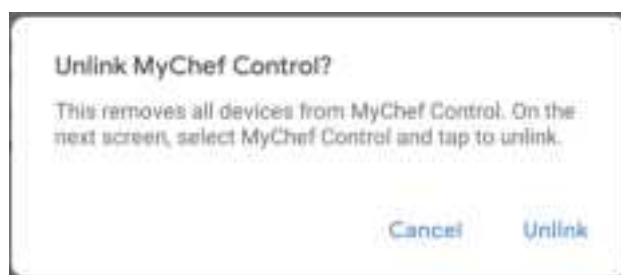 Unlink MyChef Control?
This removes all devices from MyChef Control. On the
next screen, select MyChef Control and tap to unlink.
Cancel
Unlink